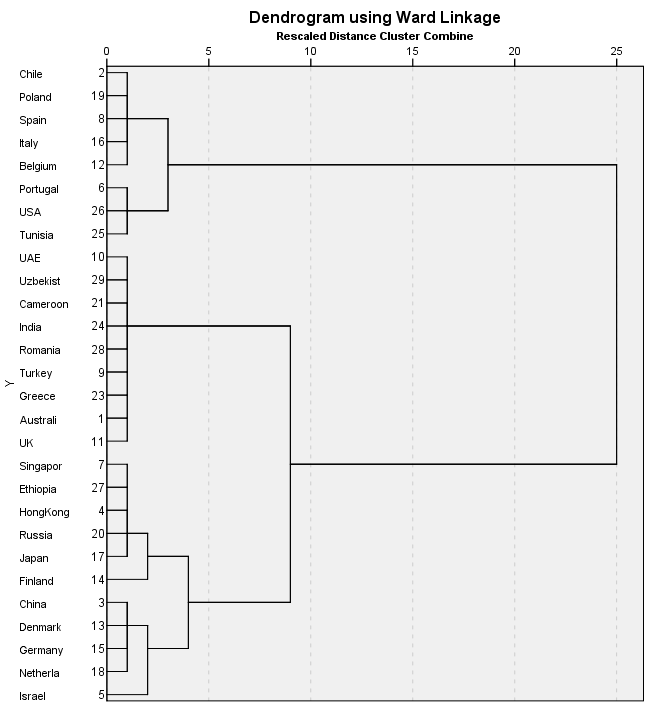 Dendrogram using Ward Linkage
Rescaled Distance Cluster Combine
0 5 10 15 20 25
Chile 2
Poland 19
Spain 8
Italy 16
Belgium 12
Portugal 6
USA 26
Tunisia 25
UAE 10
Uzbekist 29
Cameroon 21
India 24
Romania 28
Turkey 9
Greece 23
Australi 1
UK 11
Singapor 7
Ethiopia 27
HongKong 4
Russia 20
Japan 17
Finland 14
China 3
Denmark 13
Germany 15
Netherla 18
Israel 5
Y